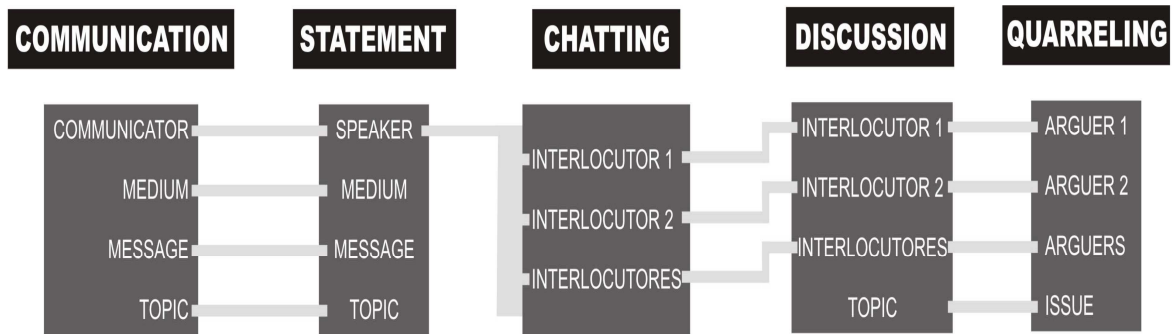 COMMUNICATION
STATEMENT
CHATTING
DISCUSSION
QUARRELING
COMMUNICATOR
MEDIUM
MESSAGE
TOPIC
SPEAKER
MEDIUM
MESSAGE
TOPIC
INTERLOCUTOR 1
INTERLOCUTOR 2
INTERLOCUTORES
INTERLOCUTOR 1
INTERLOCUTOR 2
INTERLOCUTORES
TOPIC
ARGUER 1
ARGUER 2
ARGUERS
ISSUE